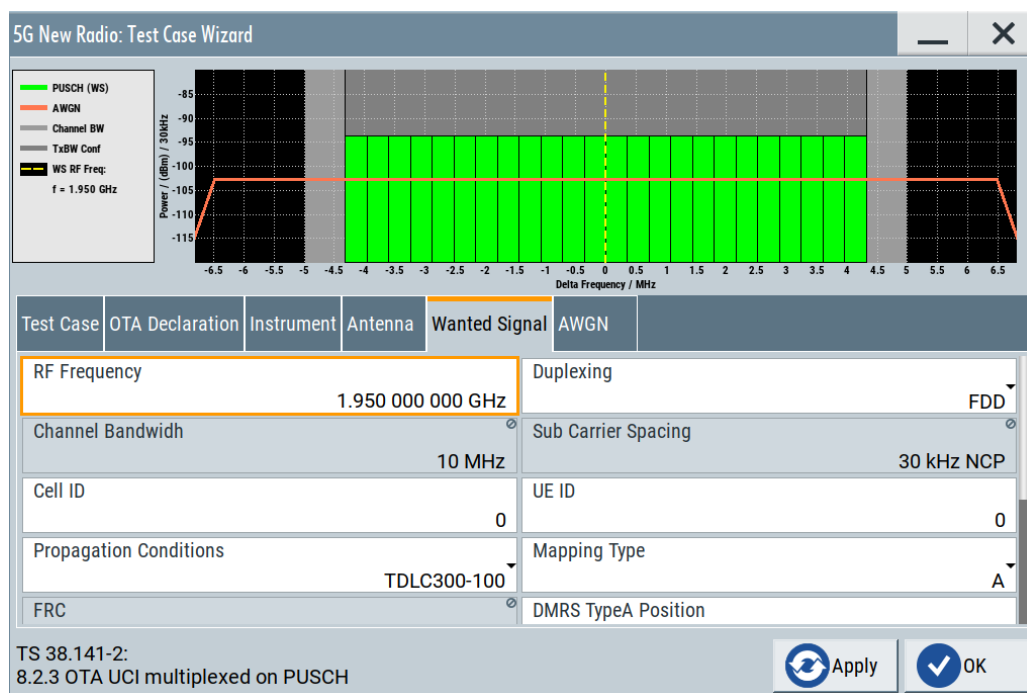 5G New Radio: Test Case Wizard
PUSCH (WS)
AWGN
Channel BW
TxBW Conf
WS RF Freq:
f = 1.950 GHz
Power / (dBm) / 30kHz
-85
-90
-95
-100
-105
-110
-115
-6.5 -6 -5.5 -5 -4.5 -4 -3.5 -3 -2.5 -2 -1.5 -1 -0.5 0 0.5 1 1.5 2 2.5 3 3.5 4 4.5 5 5.5 6 6.5
Delta Frequency / MHz
Test Case OTA Declaration Instrument Antenna Wanted Signal AWGN
RF Frequency
1.950 000 000 GHz
Duplexing
FDD
Channel Bandwidh
10 MHz
Sub Carrier Spacing
30 kHz NCP
Cell ID
0
UE ID
0
Propagation Conditions
TDLC300-100
Mapping Type
A
FRC
DMRS TypeA Position
TS 38.141-2:
8.2.3 OTA UCI multiplexed on PUSCH
Apply
OK